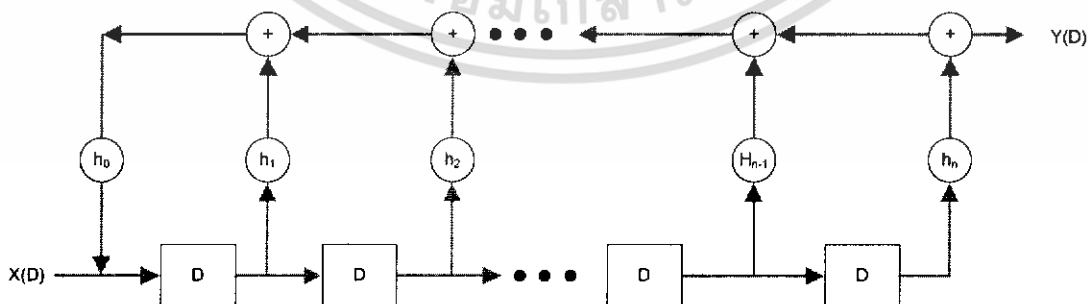 + + + + Y(D)
h₀ h₁ h₂ Hₙ₋₁ hₙ
X(D) D D D D